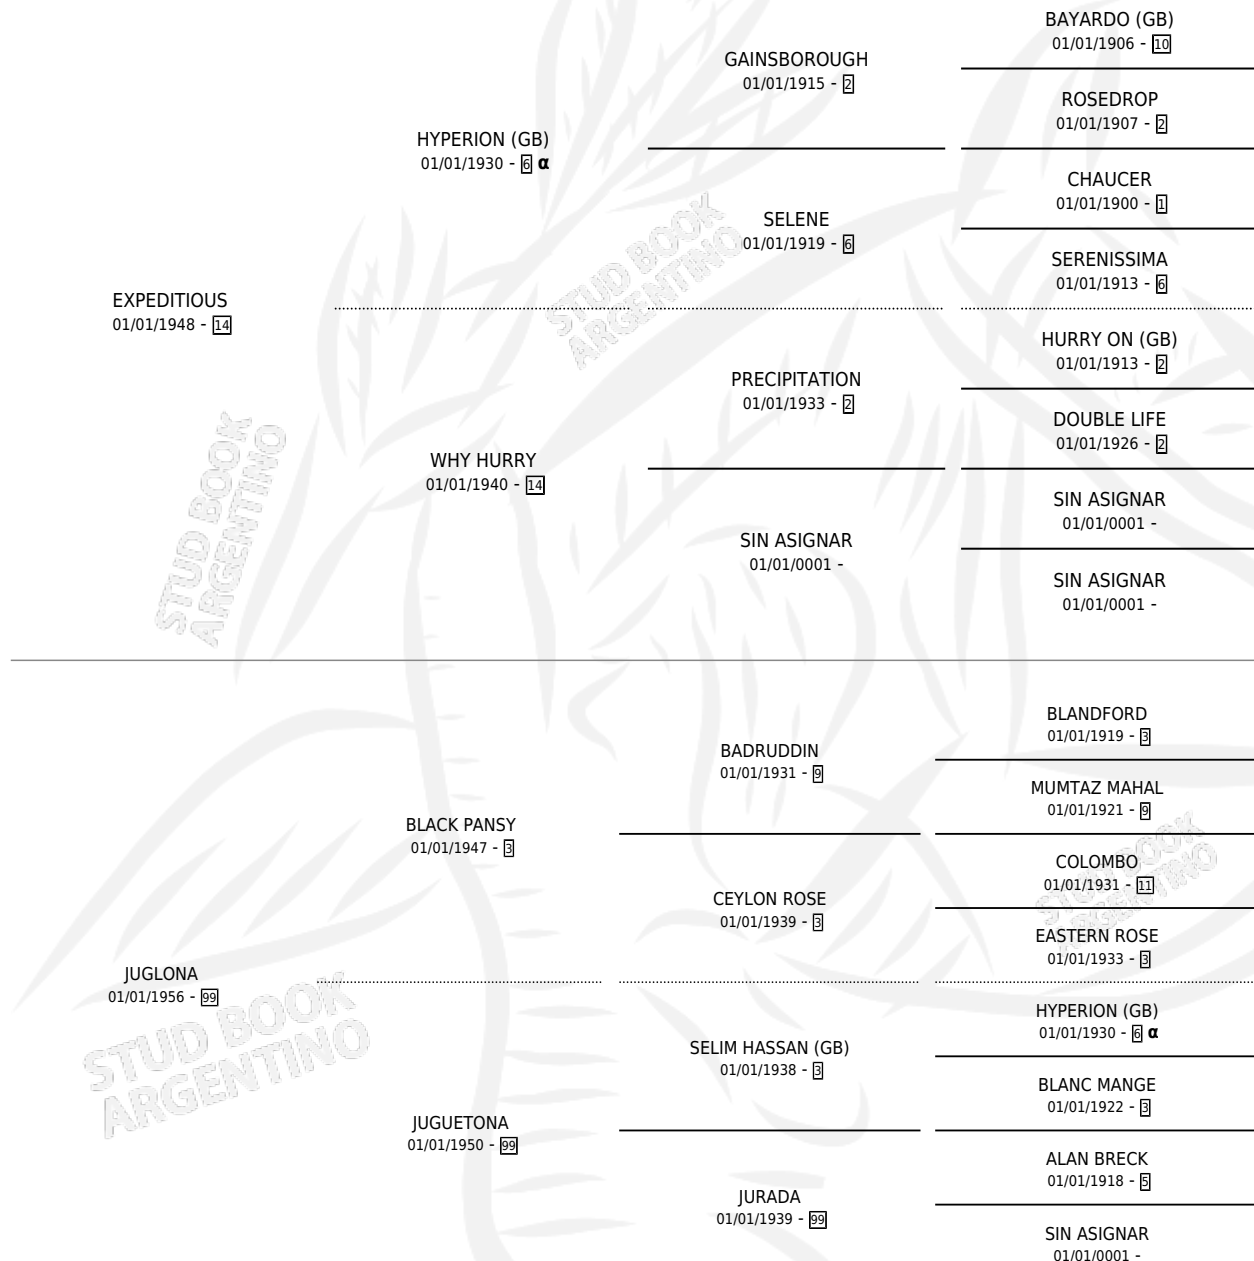 BAYARDO (GB)
01/01/1906 - 10
GAINSBOROUGH
01/01/1915 - 2
ROSEDROP
01/01/1907 - 2
HYPERION (GB)
01/01/1930 - 6 α
CHAUCER
01/01/1900 - 1
SELENE
01/01/1919 - 6
SERENISSIMA
01/01/1913 - 6
EXPEDITIOUS
01/01/1948 - 14
HURRY ON (GB)
01/01/1913 - 2
PRECIPITATION
01/01/1933 - 2
DOUBLE LIFE
01/01/1926 - 2
WHY HURRY
01/01/1940 - 14
SIN ASIGNAR
01/01/0001 -
SIN ASIGNAR
01/01/0001 -
SIN ASIGNAR
01/01/0001 -
BLANDFORD
01/01/1919 - 3
BADRUDDIN
01/01/1931 - 9
MUMTAZ MAHAL
01/01/1921 - 9
BLACK PANSY
01/01/1947 - 3
COLOMBO
01/01/1931 - 11
CEYLON ROSE
01/01/1939 - 3
EASTERN ROSE
01/01/1933 - 3
JUGLONA
01/01/1956 - 99
HYPERION (GB)
01/01/1930 - 6 α
SELIM HASSAN (GB)
01/01/1938 - 3
BLANC MANGE
01/01/1922 - 3
JUGUETONA
01/01/1950 - 99
ALAN BRECK
01/01/1918 - 5
JURADA
01/01/1939 - 99
SIN ASIGNAR
01/01/0001 -
STUD BOOK
ARGENTINO
STUD BOOK
ARGENTINO
STUD BOOK
ARGENTINO
STUD BOOK
ARGENTINO